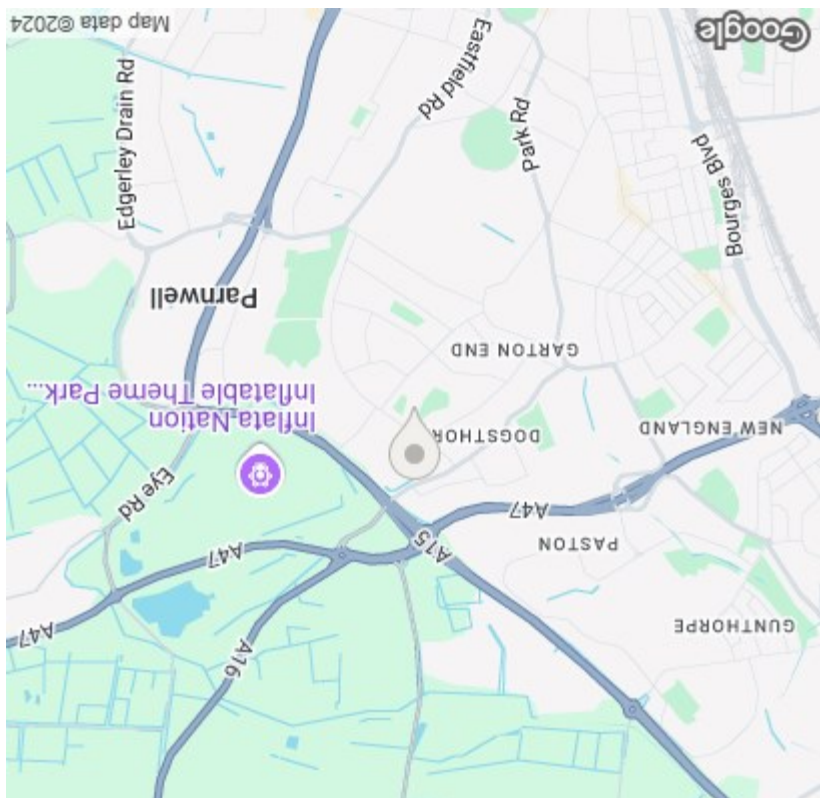 GUNTHORPE
PASTON
A15
A16
A47
A47
A47
NEW ENGLAND
DOGSTHOR
Eye Rd
Inflata Nation
Inflatable Theme Park...
GARTON END
Parnwell
Bourges Blvd
Park Rd
Edgerley Drain Rd
Eastfield Rd
Google
Map data ©2024